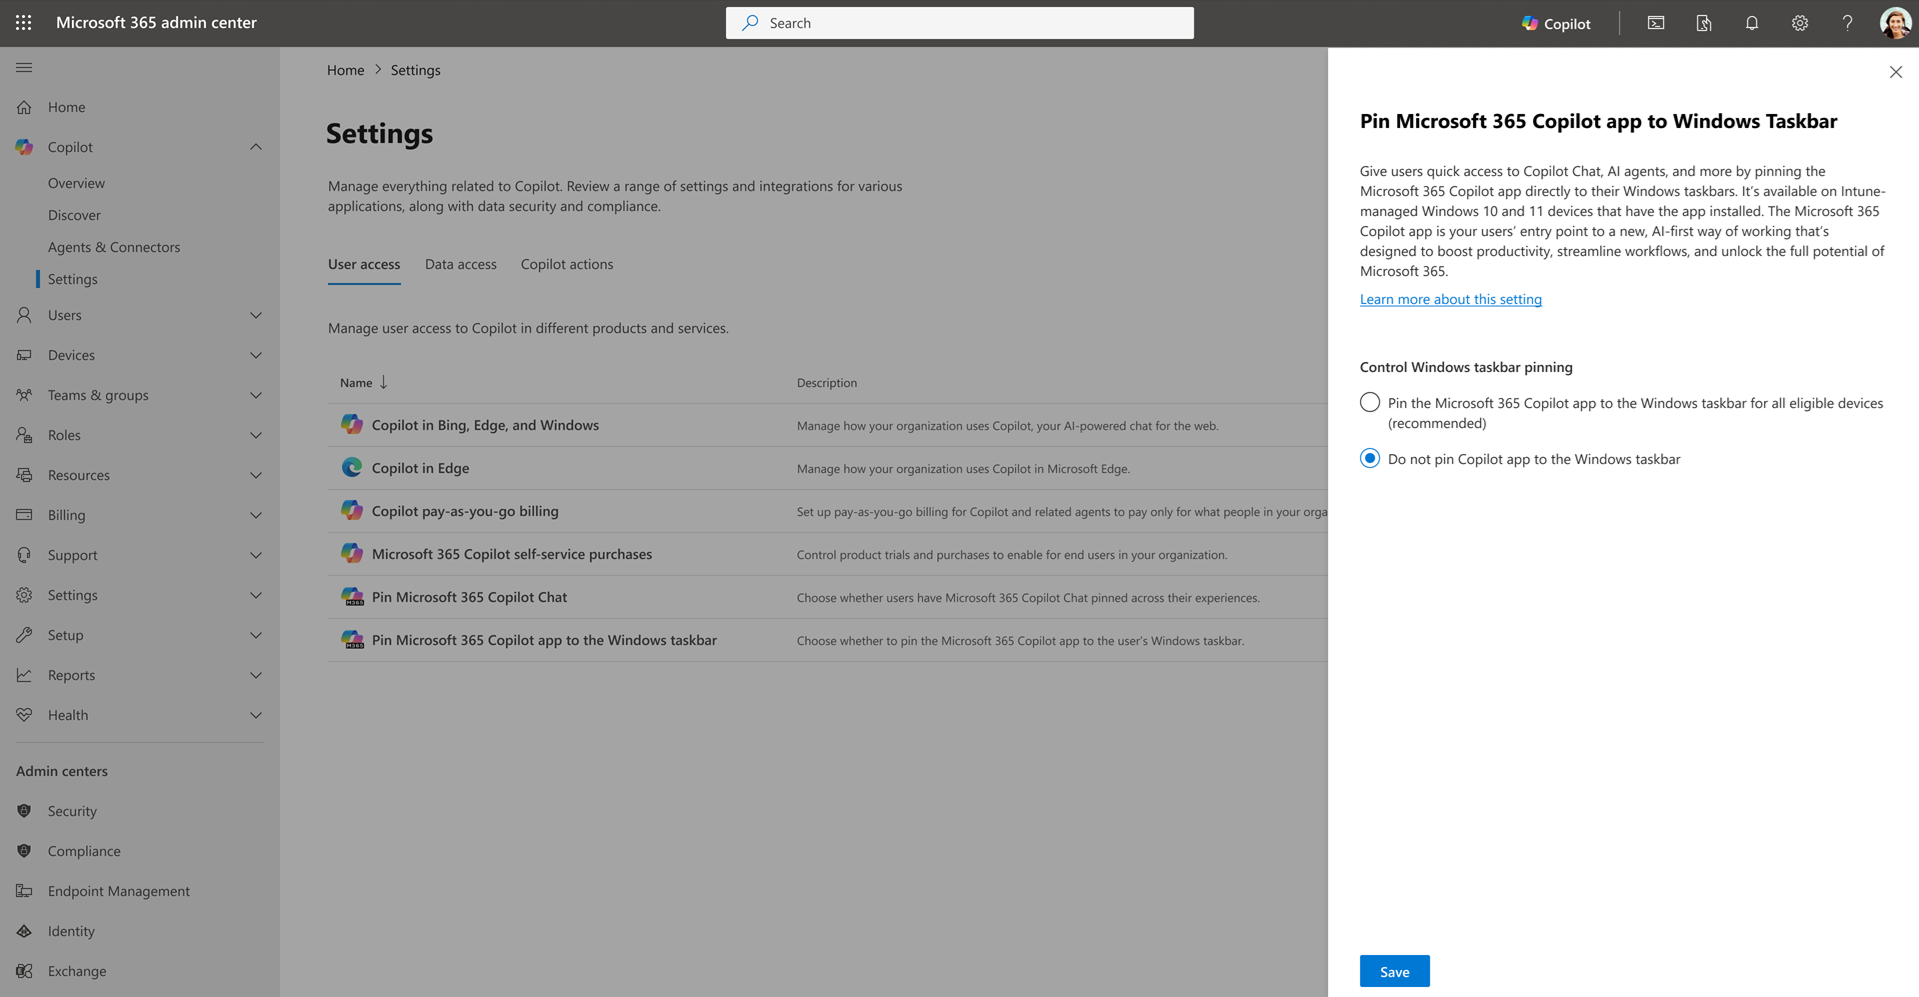 Microsoft 365 admin center
Search
Copilot
Home
Copilot
Overview
Discover
Agents & Connectors
Settings
Users
Devices
Teams & groups
Roles
Resources
Billing
Support
Settings
Setup
Reports
Health
Admin centers
Security
Compliance
Endpoint Management
Identity
Exchange
Home > Settings
Settings
Manage everything related to Copilot. Review a range of settings and integrations for various
applications, along with data security and compliance.
User access Data access Copilot actions
Manage user access to Copilot in different products and services.
Name ↓ Description
Copilot in Bing, Edge, and Windows Manage how your organization uses Copilot, your AI-powered chat for the web.
Copilot in Edge Manage how your organization uses Copilot in Microsoft Edge.
Copilot pay-as-you-go billing Set up pay-as-you-go billing for Copilot and related agents to pay only for what people in your orga
Microsoft 365 Copilot self-service purchases Control product trials and purchases to enable for end users in your organization.
M365 Pin Microsoft 365 Copilot Chat Choose whether users have Microsoft 365 Copilot Chat pinned across their experiences.
M365 Pin Microsoft 365 Copilot app to the Windows taskbar Choose whether to pin the Microsoft 365 Copilot app to the user's Windows taskbar.
Pin Microsoft 365 Copilot app to Windows Taskbar
Give users quick access to Copilot Chat, AI agents, and more by pinning the
Microsoft 365 Copilot app directly to their Windows taskbars. It's available on Intune-
managed Windows 10 and 11 devices that have the app installed. The Microsoft 365
Copilot app is your users' entry point to a new, AI-first way of working that's
designed to boost productivity, streamline workflows, and unlock the full potential of
Microsoft 365.
Learn more about this setting
Control Windows taskbar pinning
Pin the Microsoft 365 Copilot app to the Windows taskbar for all eligible devices
(recommended)
Do not pin Copilot app to the Windows taskbar
Save